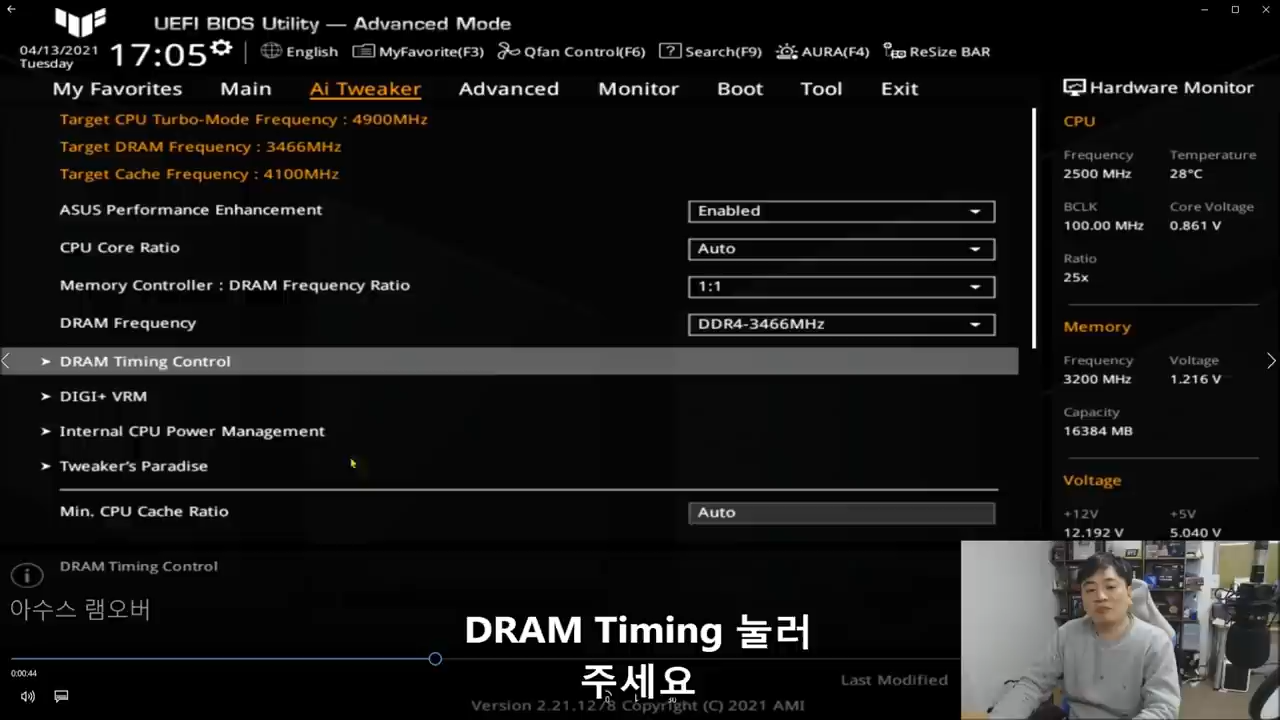 UEFI BIOS Utility — Advanced Mode
04/13/2021
Tuesday
17:05
English
MyFavorite(F3)
Qfan Control(F6)
Search(F9)
AURA(F4)
ReSize BAR
My Favorites
Main
Ai Tweaker
Advanced
Monitor
Boot
Tool
Exit
Hardware Monitor
Target CPU Turbo-Mode Frequency : 4900MHz
Target DRAM Frequency : 3466MHz
Target Cache Frequency : 4100MHz
ASUS Performance Enhancement
Enabled
CPU Core Ratio
Auto
Memory Controller : DRAM Frequency Ratio
1:1
DRAM Frequency
DDR4-3466MHz
DRAM Timing Control
DIGI+ VRM
Internal CPU Power Management
Tweaker's Paradise
Min. CPU Cache Ratio
Auto
CPU
Frequency Temperature
2500 MHz 28°C
BCLK Core Voltage
100.00 MHz 0.861 V
Ratio
25x
Memory
Frequency Voltage
3200 MHz 1.216 V
Capacity
16384 MB
Voltage
+12V +5V
12.192 V 5.040 V
DRAM Timing Control
아수스 램오버
DRAM Timing 눌러
주세요
0:00:44
Last Modified
Version 2.21.1278 Copyright (C) 2021 AMI